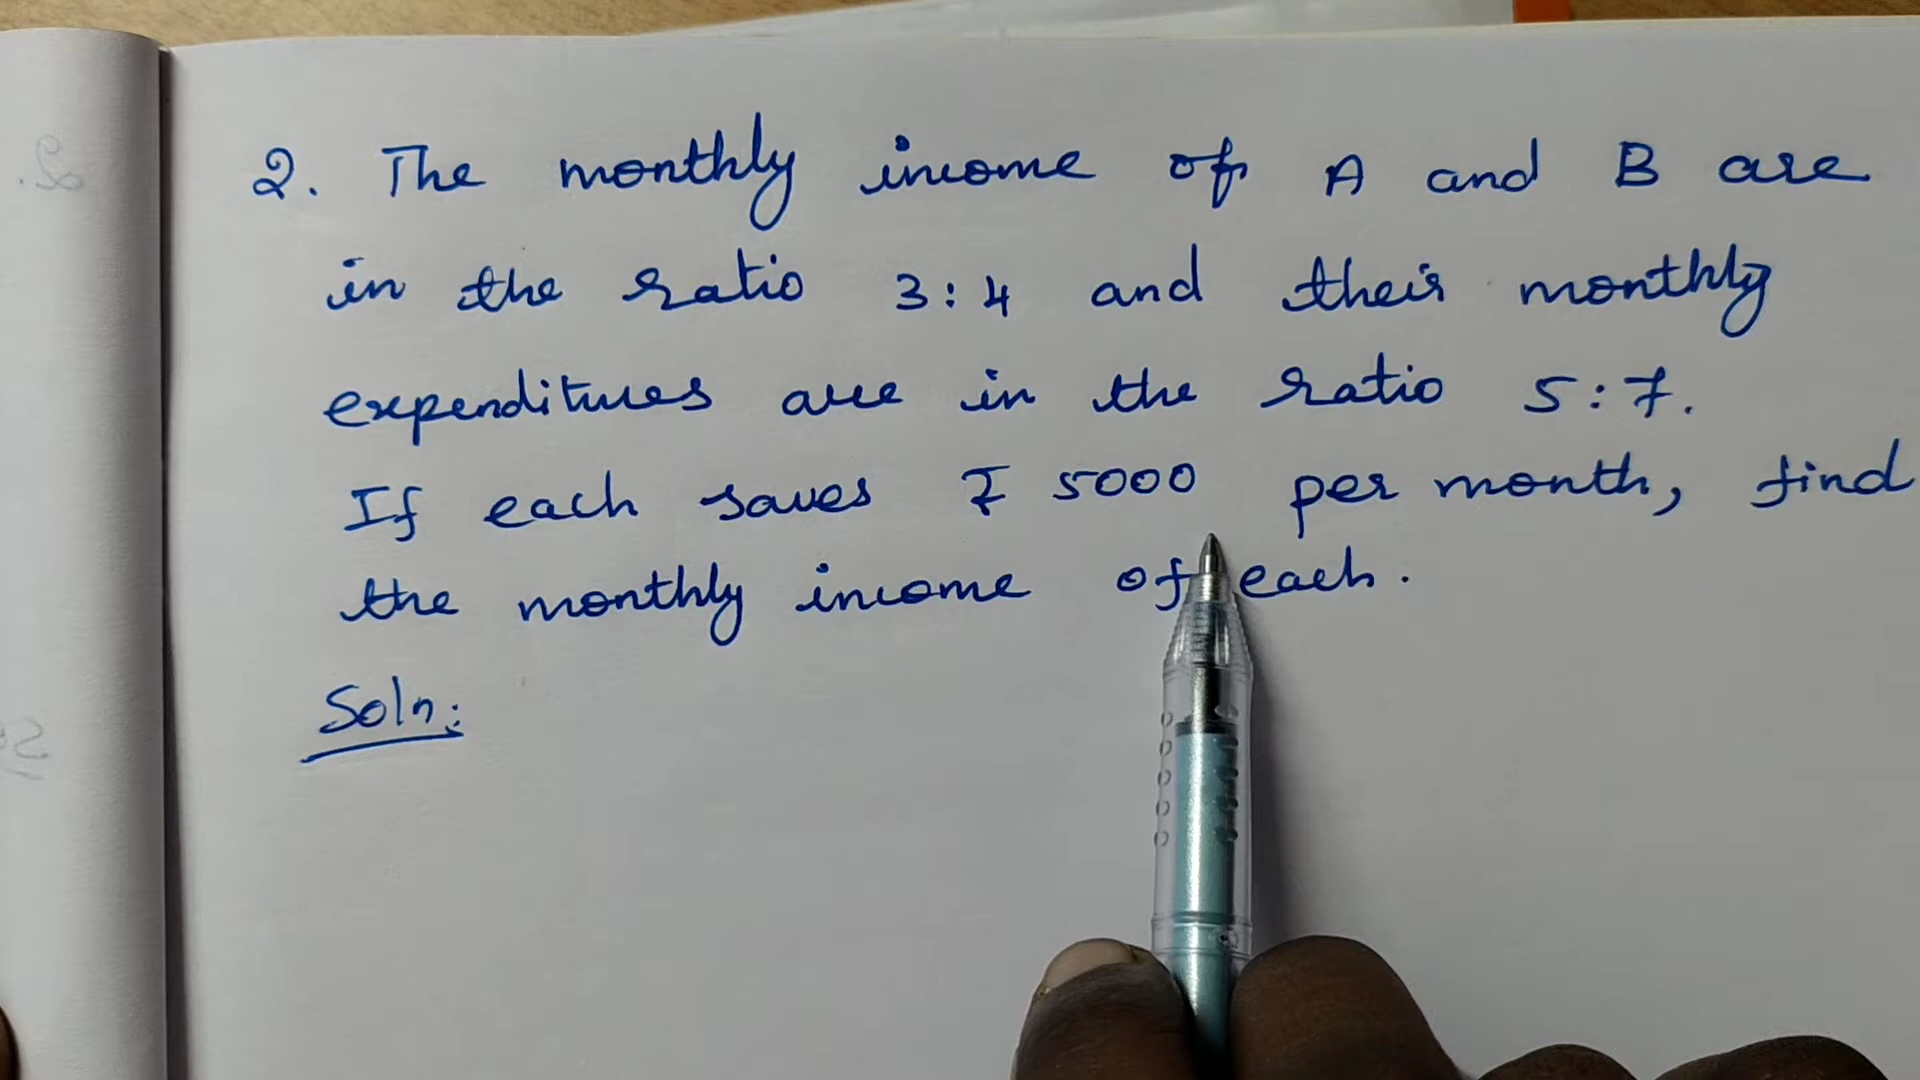 2. The monthly income of A and B are
in the ratio 3:4 and their monthly
expenditures are in the ratio 5:7.
If each saves ₹ 5000 per month, find
the monthly income of each.
Soln: